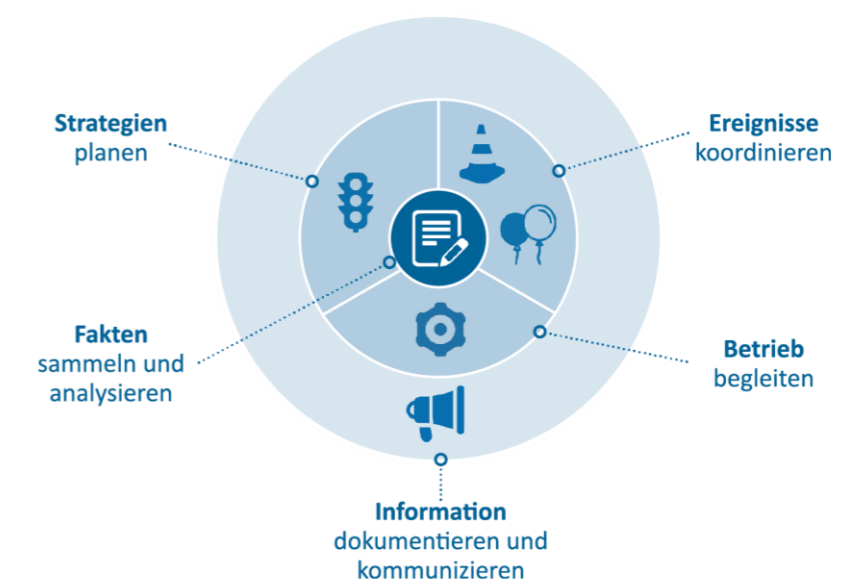 Strategien
planen
Ereignisse
koordinieren
Fakten
sammeln und
analysieren
Betrieb
begleiten
Information
dokumentieren und
kommunizieren